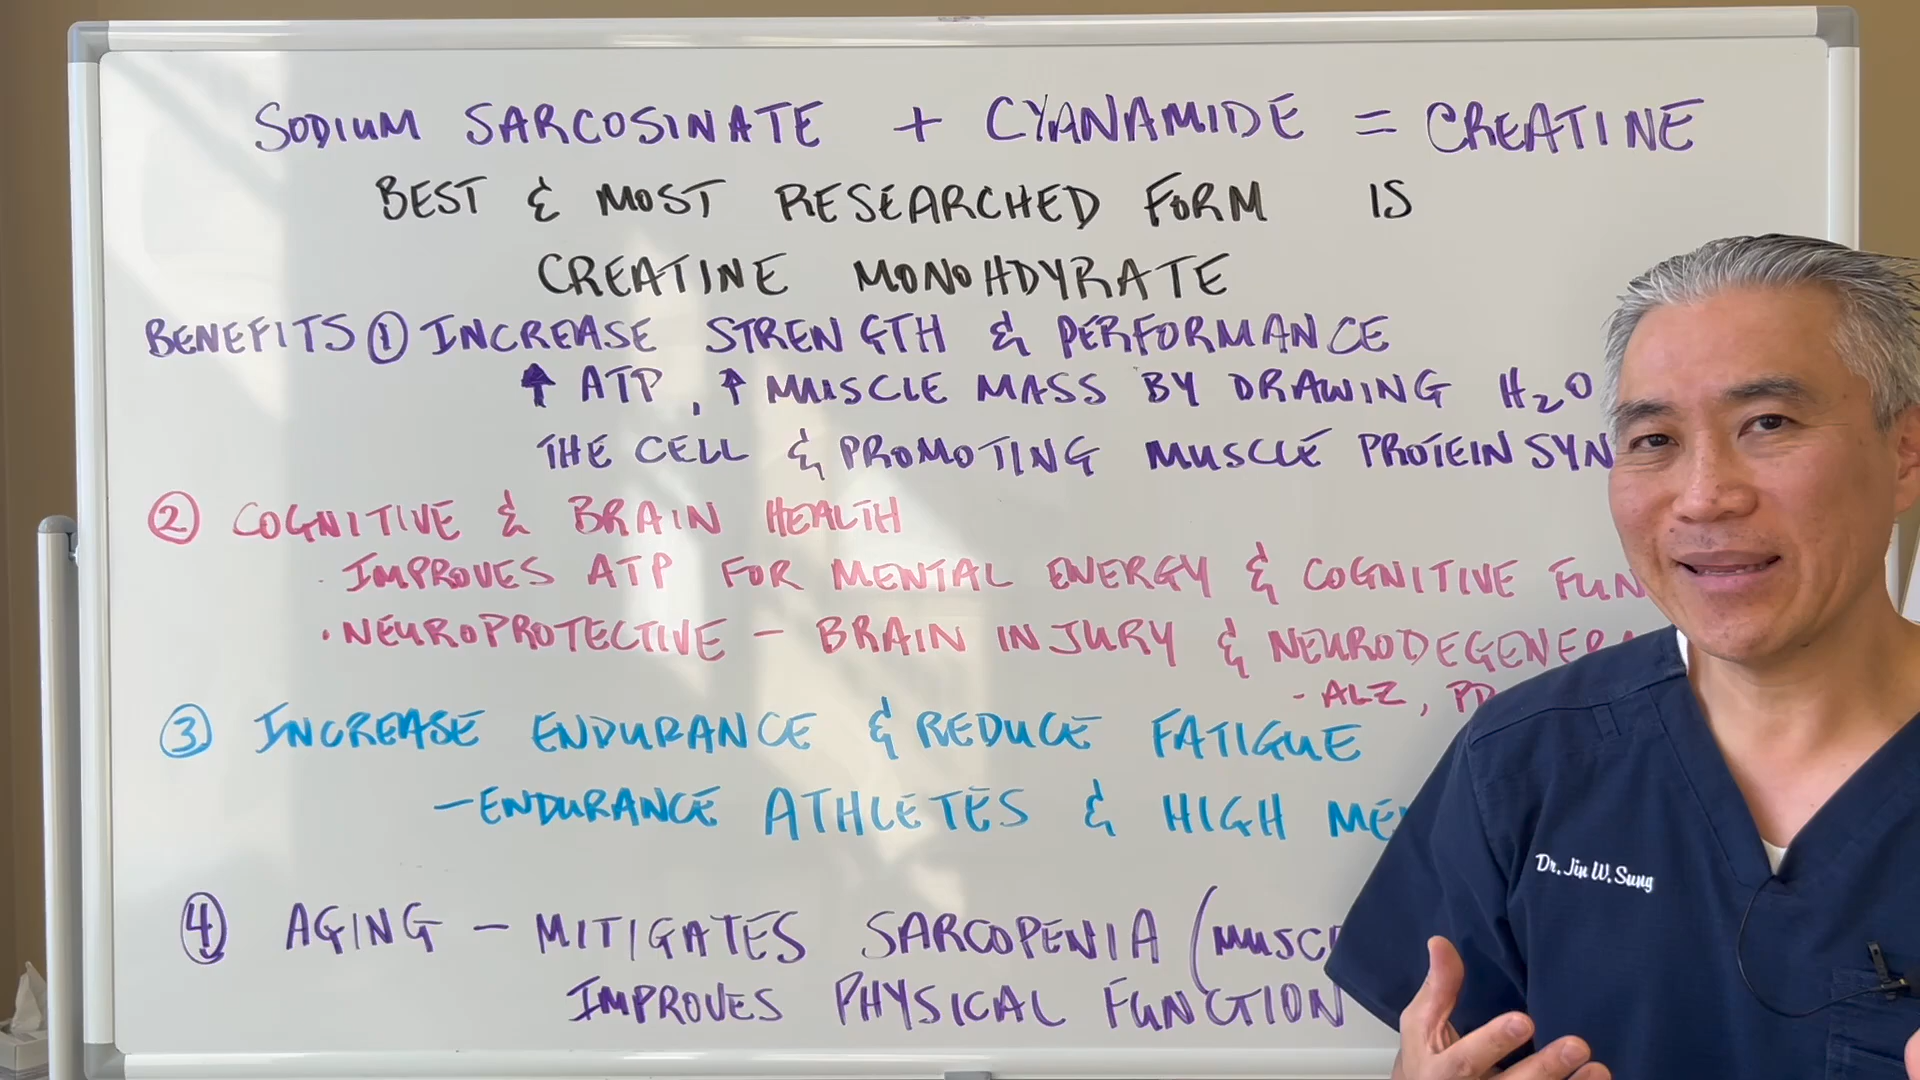 SODIUM SARCOSINATE + CYANAMIDE = CREATINE
BEST & MOST RESEARCHED FORM IS
CREATINE MONOHDYRATE
BENEFITS ① INCREASE STRENGTH & PERFORMANCE
↑ ATP, ↑ MUSCLE MASS BY DRAWING H₂O
THE CELL & PROMOTING MUSCLE PROTEIN SYN
② COGNITIVE & BRAIN HEALTH
· IMPROVES ATP FOR MENTAL ENERGY & COGNITIVE FUN
· NEUROPROTECTIVE – BRAIN INJURY & NEURODEGENERA
- ALZ, PD
③ INCREASE ENDURANCE & REDUCE FATIGUE
– ENDURANCE ATHLETES & HIGH ME
④ AGING – MITIGATES SARCOPENIA (MUSC
IMPROVES PHYSICAL FUNCTION
Dr. Jin W. Sung